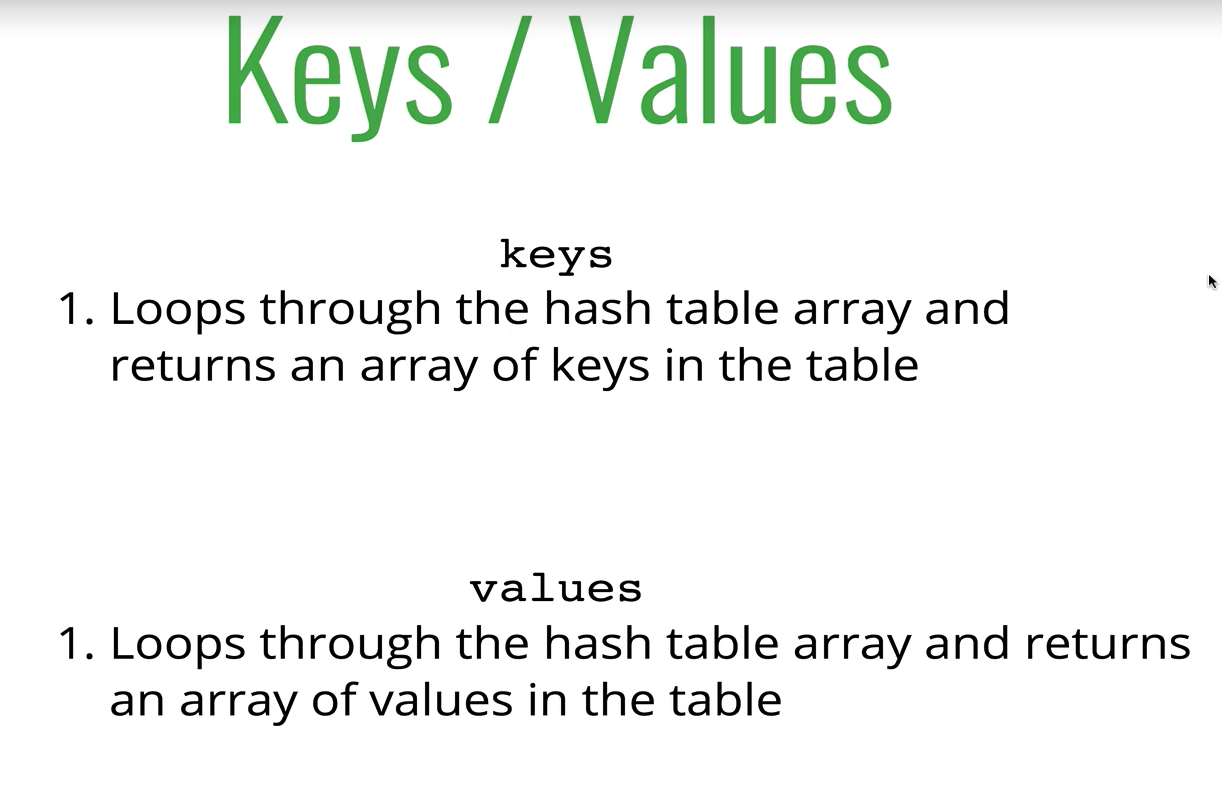 Keys / Values
keys
1. Loops through the hash table array and
returns an array of keys in the table
values
1. Loops through the hash table array and returns
an array of values in the table